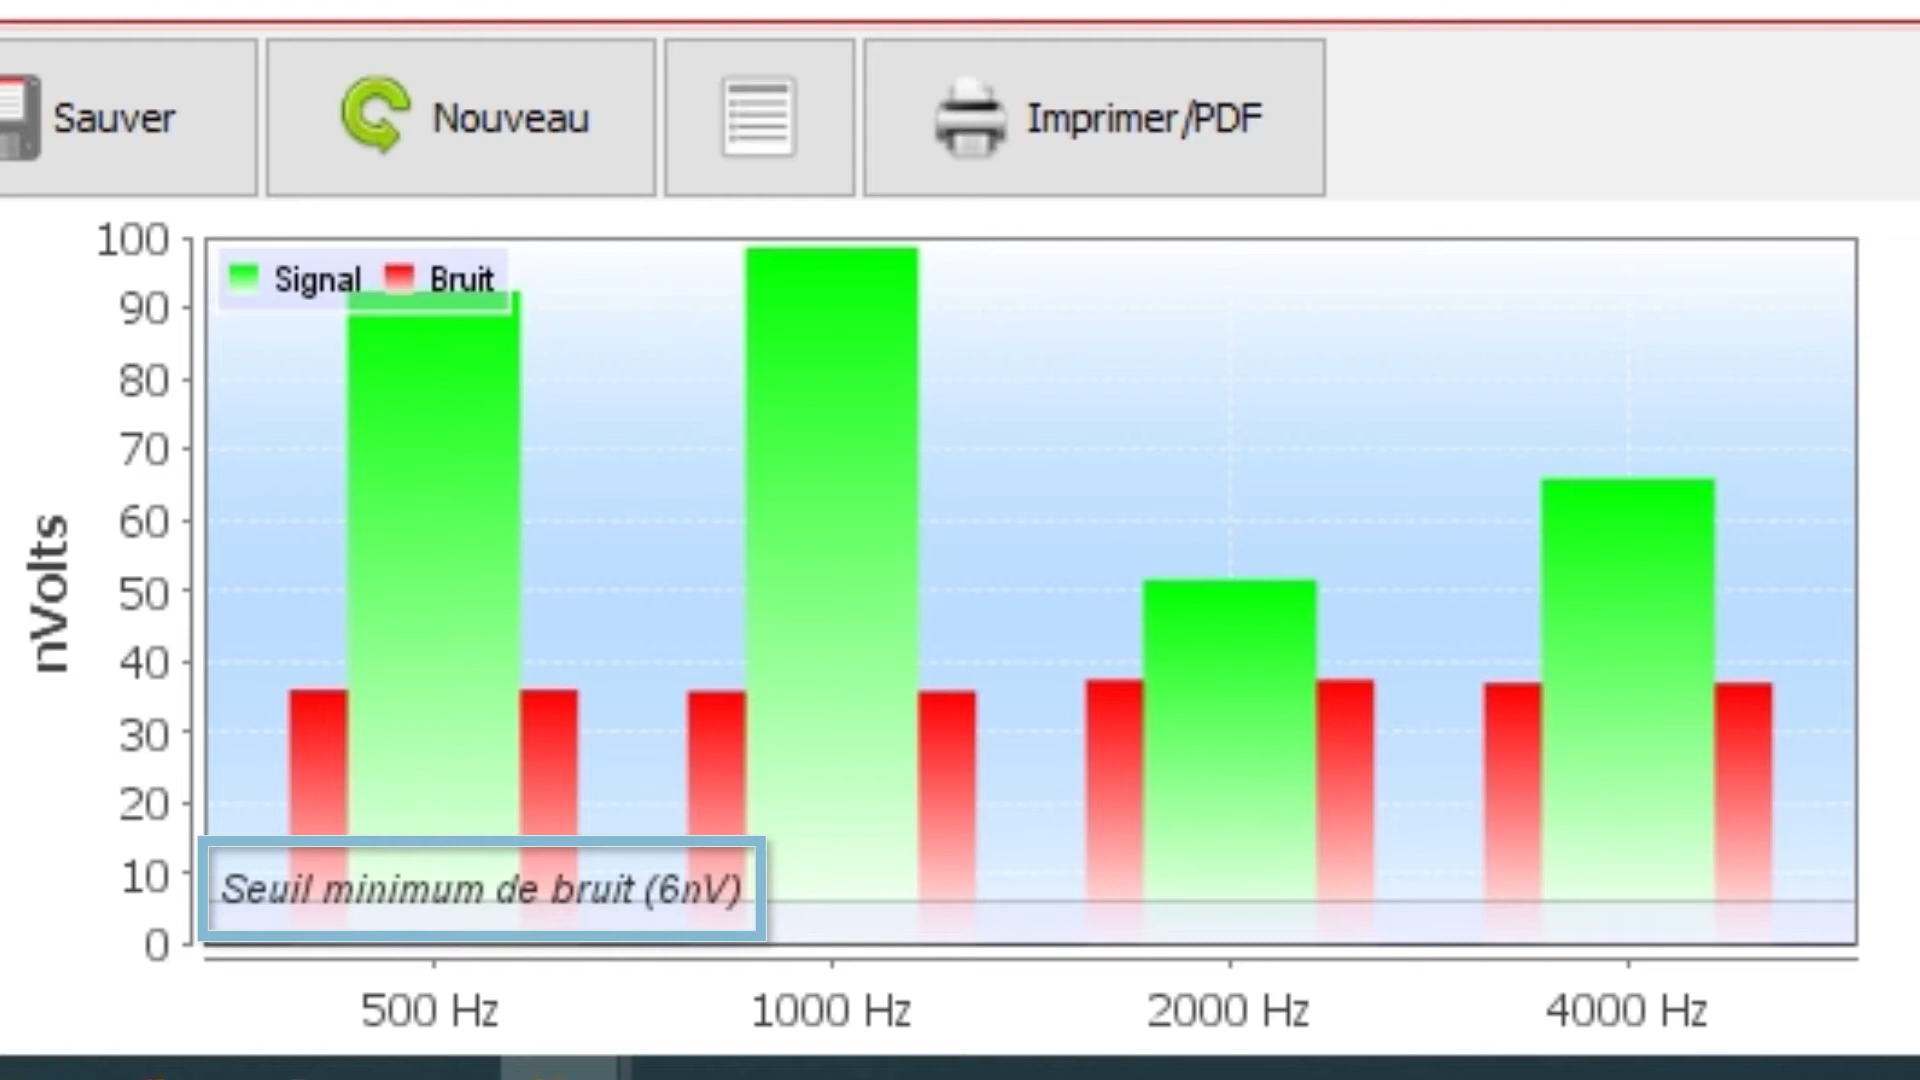 Sauver
Nouveau
Imprimer/PDF
100
90
80
70
60
50
40
30
20
10
0
nVolts
Signal
Bruit
Seuil minimum de bruit (6nV)
500 Hz
1000 Hz
2000 Hz
4000 Hz